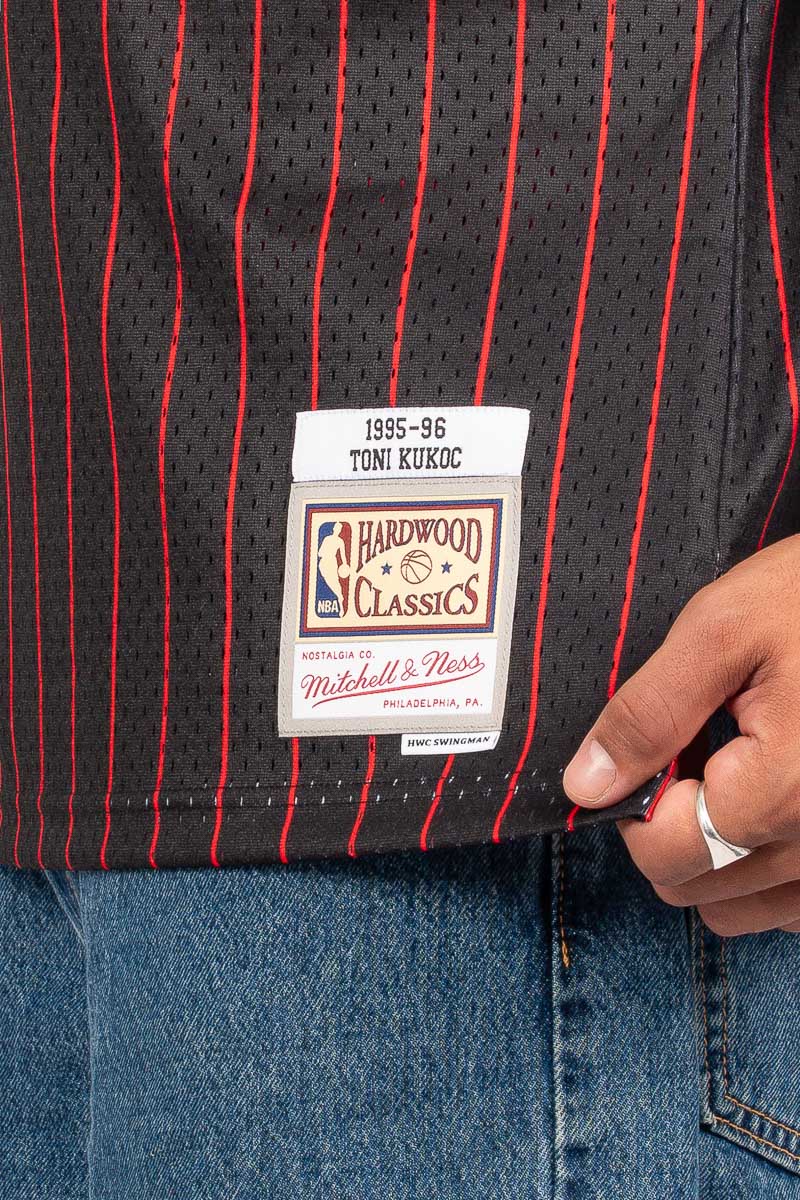 1995-96
TONI KUKOC
HARDWOOD
CLASSICS
NBA
NOSTALGIA CO.
Mitchell & Ness
PHILADELPHIA, PA.
HWC SWINGMAN